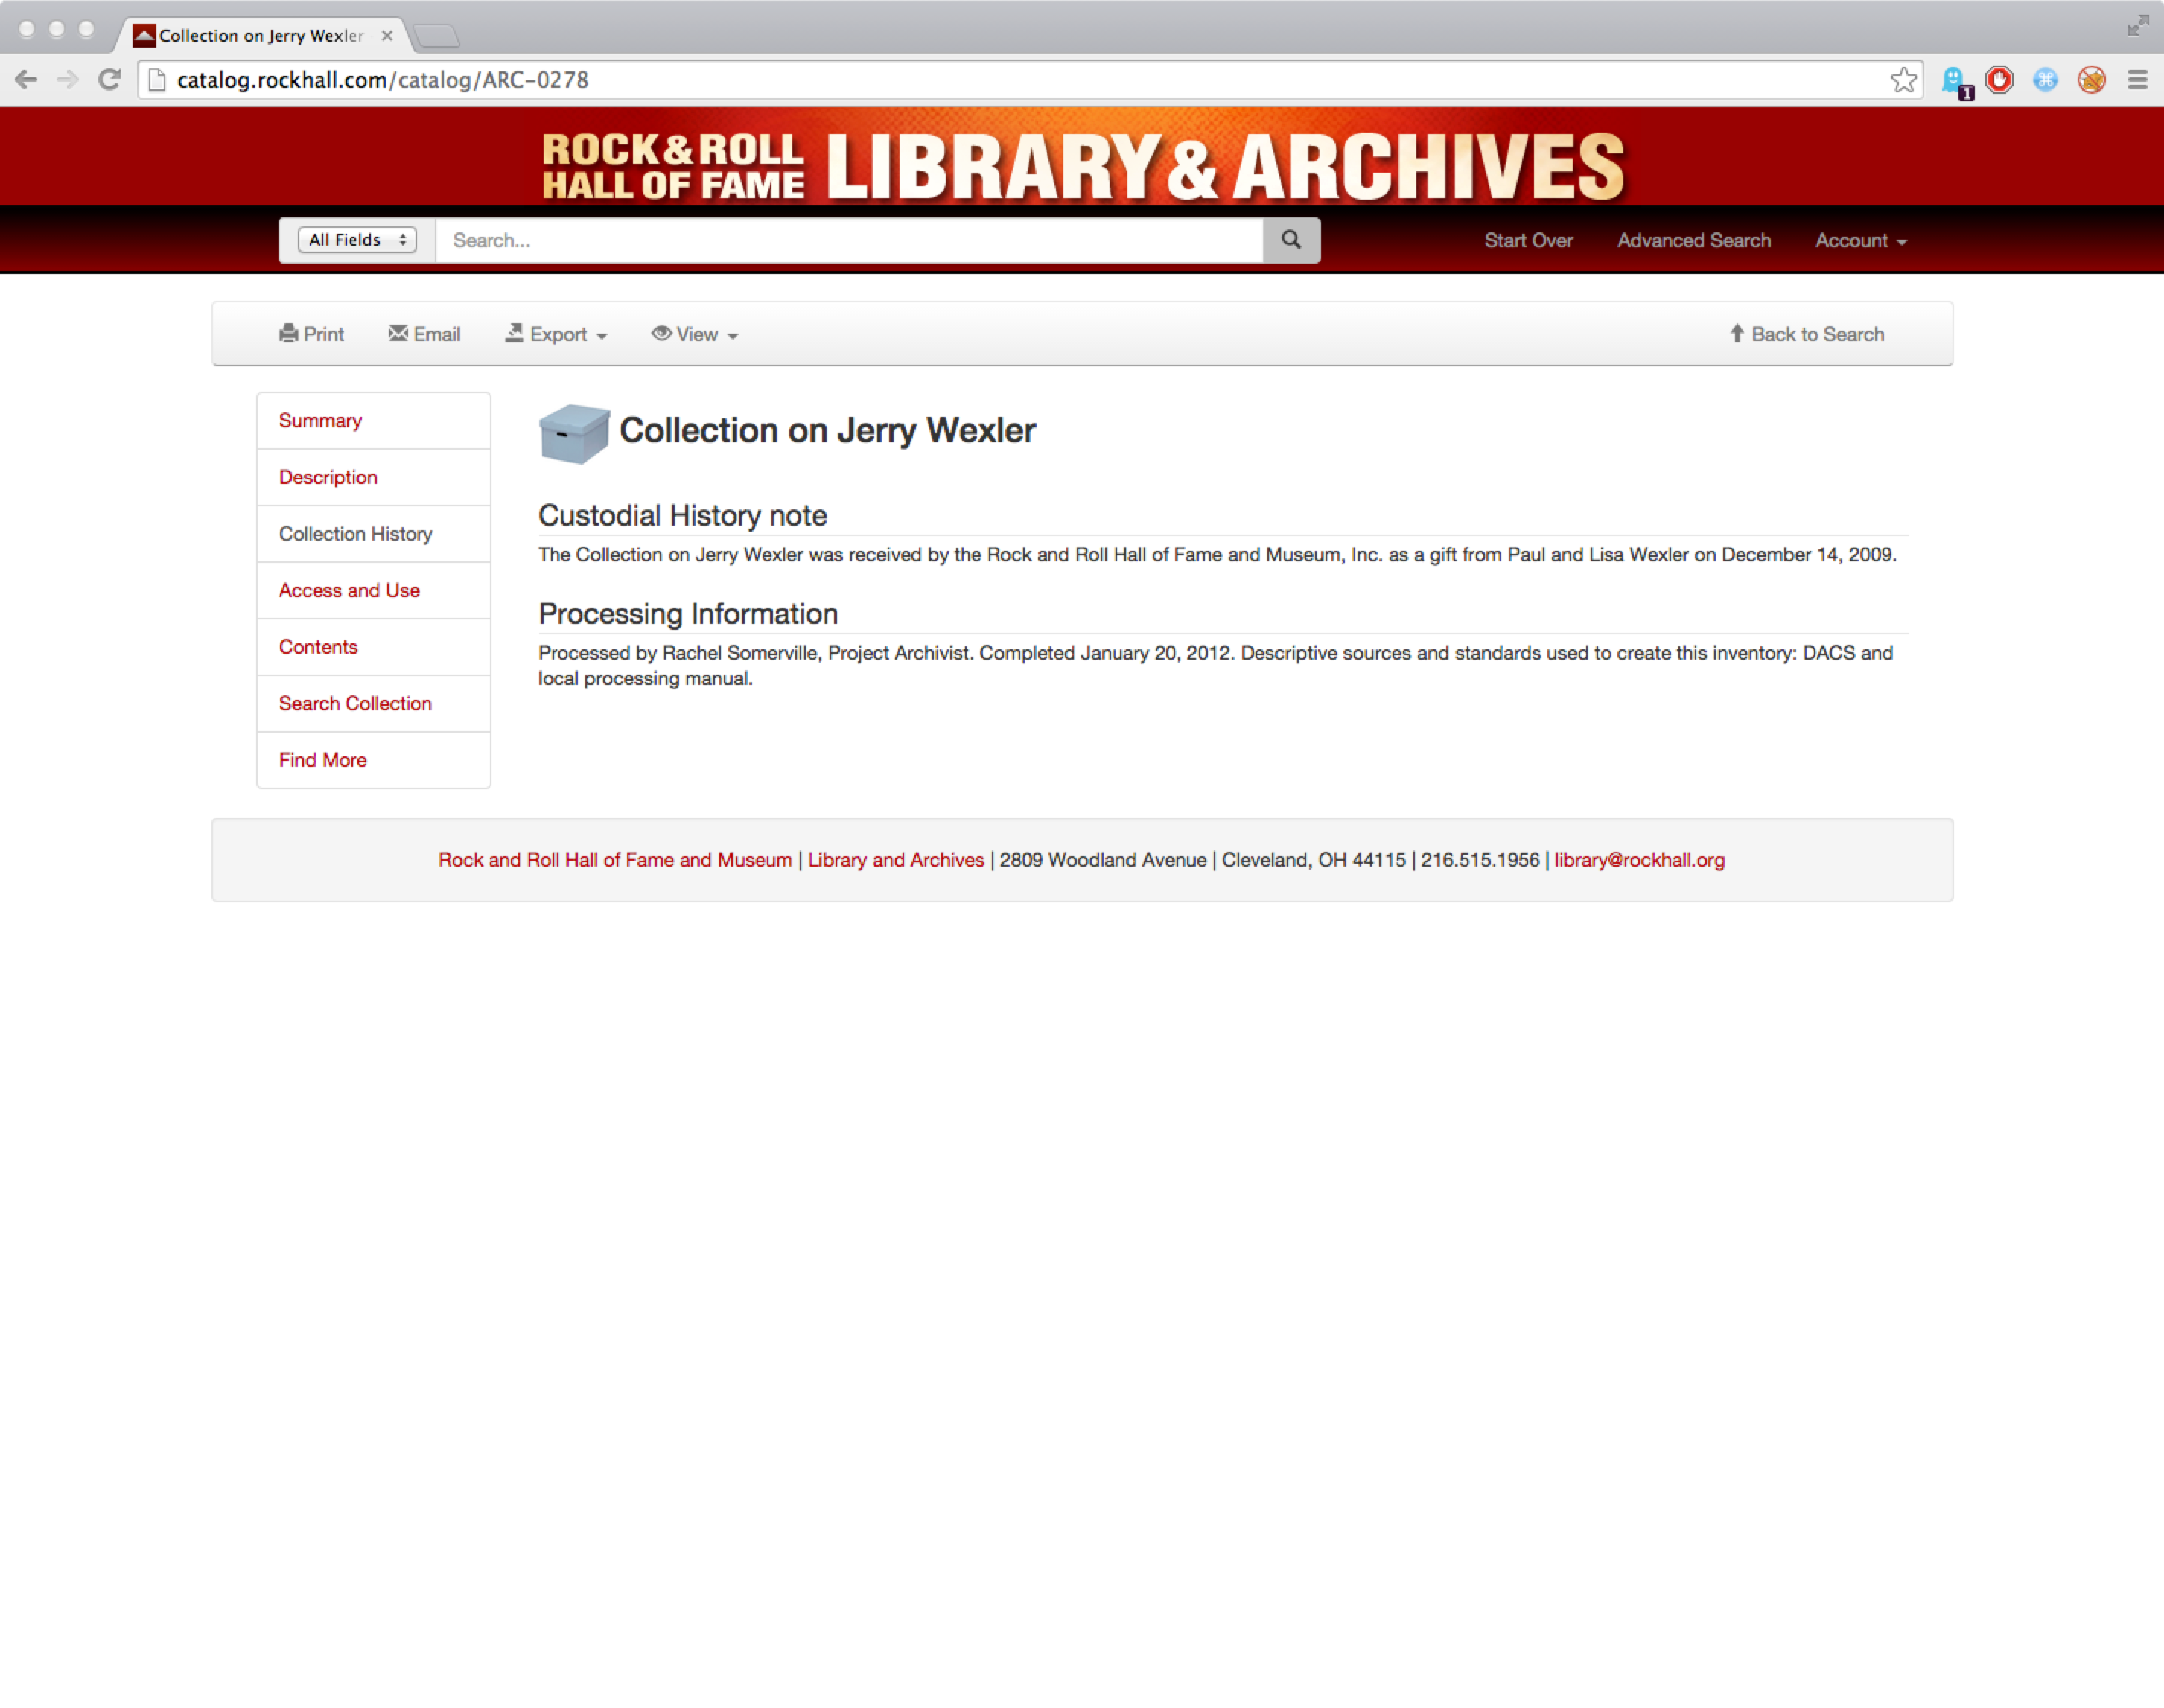 Collection on Jerry Wexler
catalog.rockhall.com/catalog/ARC-0278
1
ROCK & ROLL
HALL OF FAME
LIBRARY & ARCHIVES
All Fields Search... Start Over Advanced Search Account
Print Email Export View Back to Search
Summary
Description
Collection History
Access and Use
Contents
Search Collection
Find More
Collection on Jerry Wexler
Custodial History note
The Collection on Jerry Wexler was received by the Rock and Roll Hall of Fame and Museum, Inc. as a gift from Paul and Lisa Wexler on December 14, 2009.
Processing Information
Processed by Rachel Somerville, Project Archivist. Completed January 20, 2012. Descriptive sources and standards used to create this inventory: DACS and
local processing manual.
Rock and Roll Hall of Fame and Museum | Library and Archives | 2809 Woodland Avenue | Cleveland, OH 44115 | 216.515.1956 | library@rockhall.org